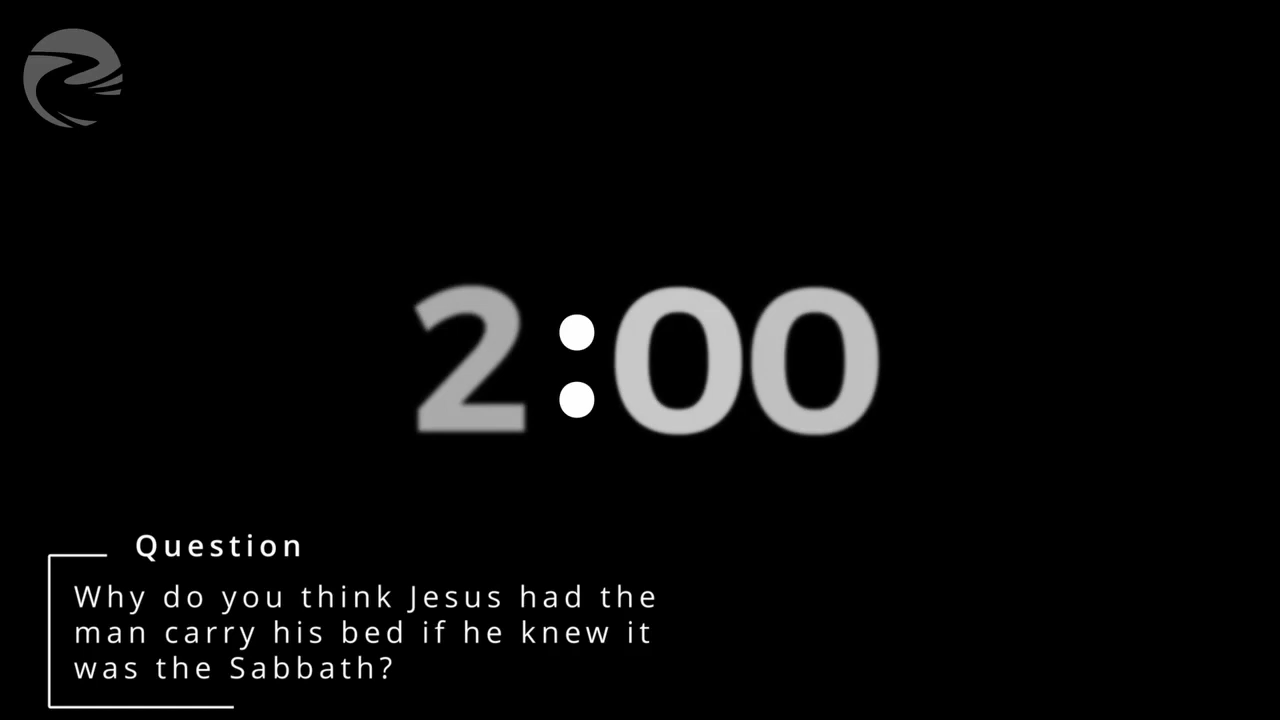 2:00
Question
Why do you think Jesus had the
man carry his bed if he knew it
was the Sabbath?